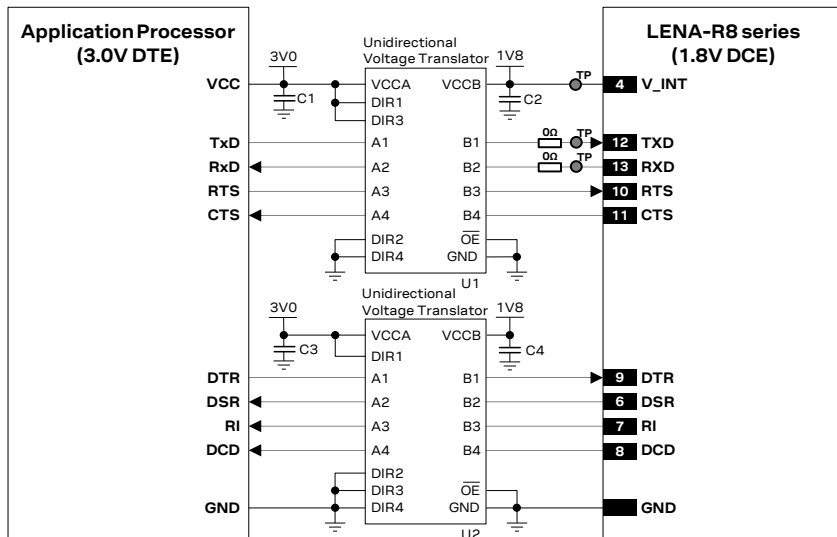 Application Processor
(3.0V DTE)
LENA-R8 series
(1.8V DCE)
Unidirectional
Voltage Translator
3V0
1V8
VCC
C1
VCCA
VCCB
C2
TP
4
V_INT
DIR1
DIR3
TxD
A1
B1
0Ω
TP
12
TXD
RxD
A2
B2
0Ω
TP
13
RXD
RTS
A3
B3
10
RTS
CTS
A4
B4
11
CTS
DIR2
OE
DIR4
GND
U1
Unidirectional
Voltage Translator
3V0
1V8
C3
VCCA
VCCB
C4
DIR1
DTR
A1
B1
9
DTR
DSR
A2
B2
6
DSR
RI
A3
B3
7
RI
DCD
A4
B4
8
DCD
DIR2
DIR3
OE
GND
DIR4
GND
GND
U2